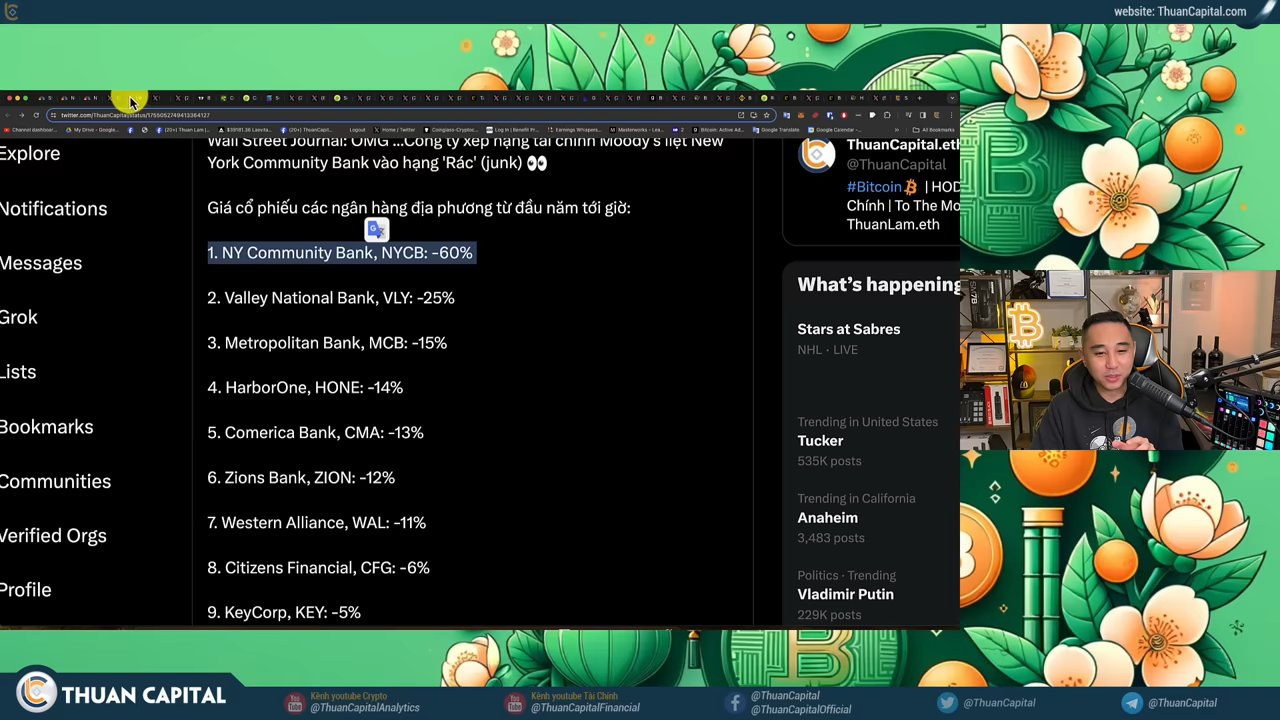 website: ThuanCapital.com
twitter.com/ThuanCapital/status/1755052749413364127
All Bookmarks
Explore
Notifications
Messages
Grok
Lists
Bookmarks
Communities
Verified Orgs
Profile
Wall Street Journal: OMG ...Công ty xếp hạng tài chính Moody's liệt New
York Community Bank vào hạng 'Rác' (junk) 👀
Giá cổ phiếu các ngân hàng địa phương từ đầu năm tới giờ:
1. NY Community Bank, NYCB: -60%
2. Valley National Bank, VLY: -25%
3. Metropolitan Bank, MCB: -15%
4. HarborOne, HONE: -14%
5. Comerica Bank, CMA: -13%
6. Zions Bank, ZION: -12%
7. Western Alliance, WAL: -11%
8. Citizens Financial, CFG: -6%
9. KeyCorp, KEY: -5%
ThuanCapital.eth
@ThuanCapital
#Bitcoin | HOD
Chính | To The Mo
ThuanLam.eth
What's happening
Stars at Sabres
NHL · LIVE
Trending in United States
Tucker
535K posts
Trending in California
Anaheim
3,483 posts
Politics · Trending
Vladimir Putin
229K posts
THUAN CAPITAL
Kênh youtube Crypto
@ThuanCapitalAnalytics
Kênh youtube Tài Chính
@ThuanCapitalFinancial
@ThuanCapital
@ThuanCapitalOfficial
@ThuanCapital
@ThuanCapital